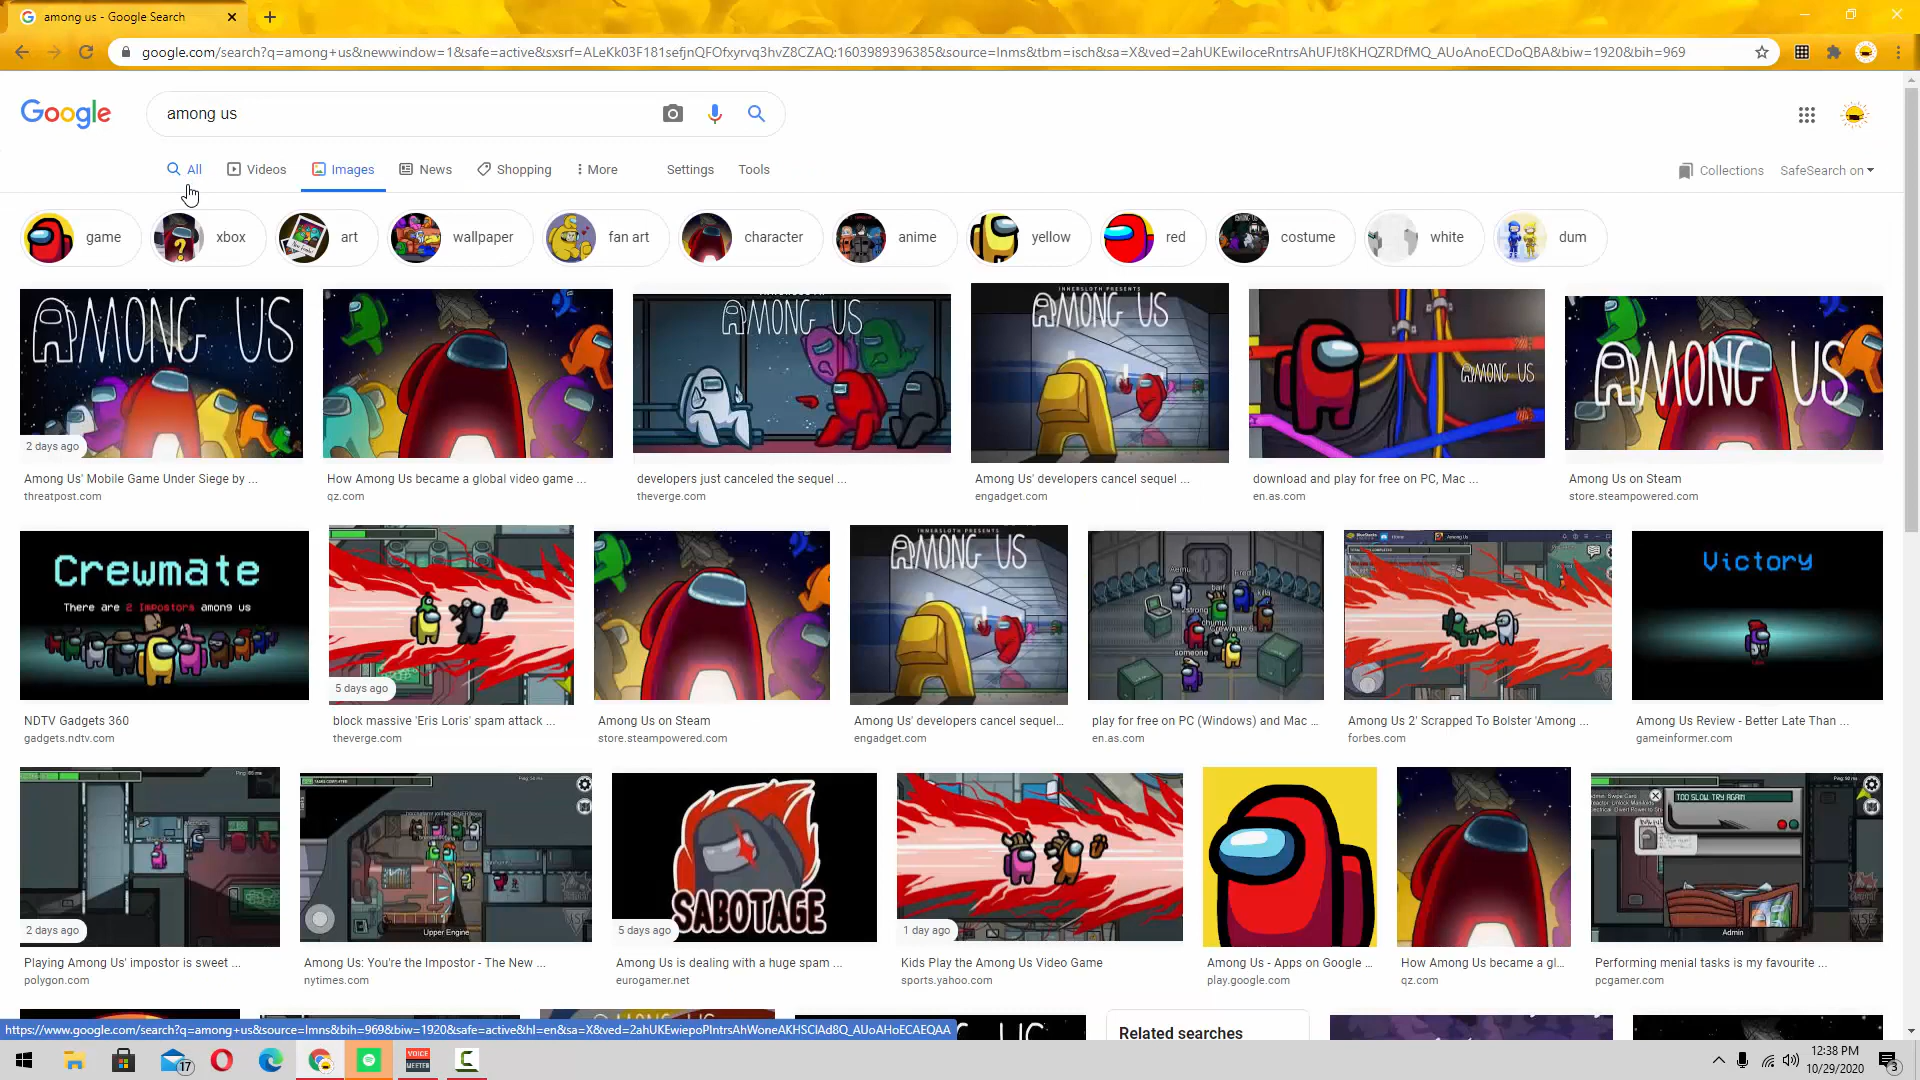 among us - Google Search
google.com/search?q=among+us&newwindow=1&safe=active&sxsrf=ALeKk03F181sefjnQFOfxyrvq3hvZ8CZAQ:1603989396385&source=lnms&tbm=isch&sa=X&ved=2ahUKEwiloceRntrsAhUFJt8KHQZRDfMQ_AUoAnoECDoQBA&biw=1920&bih=969
Google
among us
All
Videos
Images
News
Shopping
More
Settings
Tools
Collections
SafeSearch on
game
xbox
art
wallpaper
fan art
character
anime
yellow
red
costume
white
dum
AMONG US
AMONG US
INNERSLOTH PRESENTS
AMONG US
AMONG US
AMONG US
2 days ago
Among Us' Mobile Game Under Siege by ...
threatpost.com
How Among Us became a global video game ...
qz.com
developers just canceled the sequel ...
theverge.com
Among Us' developers cancel sequel ...
engadget.com
download and play for free on PC, Mac ...
en.as.com
Among Us on Steam
store.steampowered.com
Crewmate
There are 2 Impostors among us
INNERSLOTH PRESENTS
AMONG US
strong
chump
Crewmate 6
someone
Victory
5 days ago
NDTV Gadgets 360
gadgets.ndtv.com
block massive 'Eris Loris' spam attack ...
theverge.com
Among Us on Steam
store.steampowered.com
Among Us' developers cancel sequel...
engadget.com
play for free on PC (Windows) and Mac ...
en.as.com
Among Us 2' Scrapped To Bolster 'Among ...
forbes.com
Among Us Review - Better Late Than ...
gameinformer.com
Upper Engine
SABOTAGE
TOO SLOW. TRY AGAIN
Admin
2 days ago
5 days ago
1 day ago
Playing Among Us' impostor is sweet ...
polygon.com
Among Us: You're the Impostor - The New ...
nytimes.com
Among Us is dealing with a huge spam ...
eurogamer.net
Kids Play the Among Us Video Game
sports.yahoo.com
Among Us - Apps on Google ...
play.google.com
How Among Us became a gl...
qz.com
Performing menial tasks is my favourite ...
pcgamer.com
Related searches
https://www.google.com/search?q=among+us&source=lmns&bih=969&biw=1920&safe=active&hl=en&sa=X&ved=2ahUKEwiepoPIntrsAhWoneAKHSCIAd8Q_AUoAHoECAEQAA
17
VOICE
MEETER
12:38 PM
10/29/2020
3